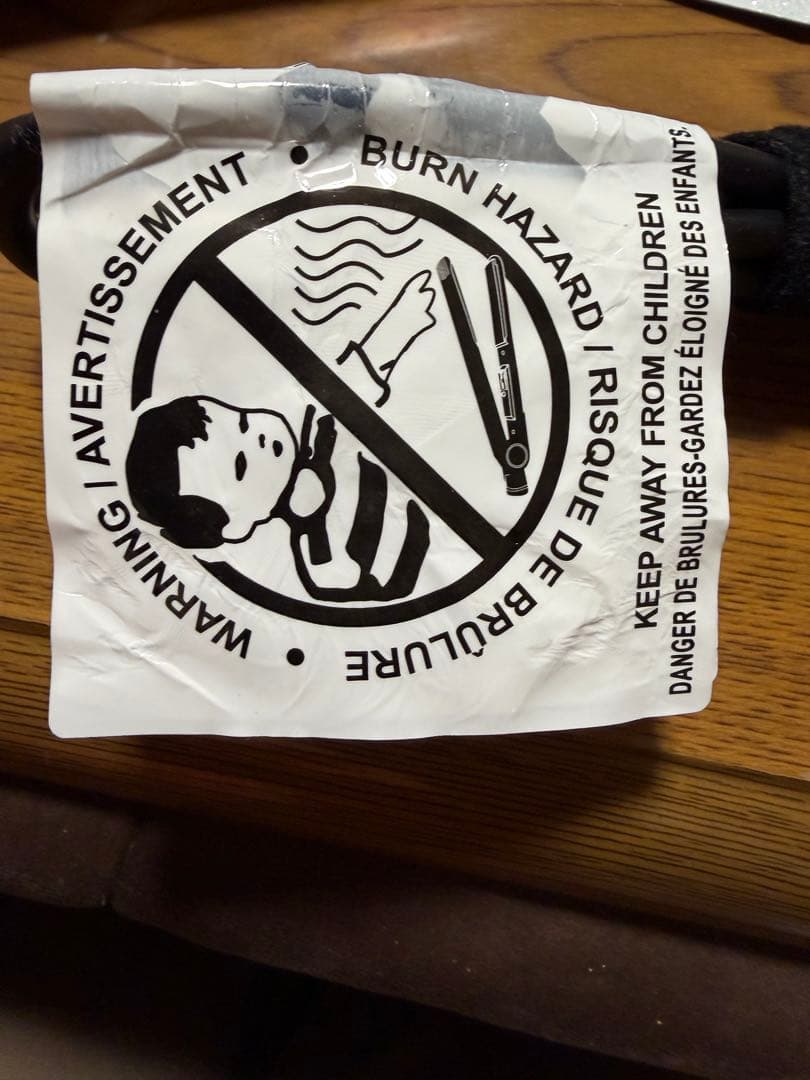 WARNING | AVERTISSEMENT
•
BURN HAZARD | RISQUE DE BRÛLURE
•
KEEP AWAY FROM CHILDREN
DANGER DE BRULURES-GARDEZ ÉLOIGNÉ DES ENFANTS.